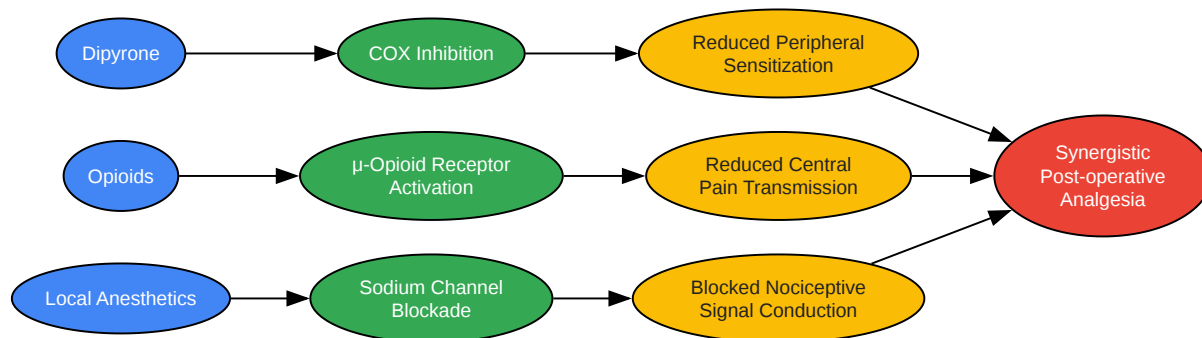 Dipyrone
COX Inhibition
Reduced Peripheral
Sensitization
Opioids
μ-Opioid Receptor
Activation
Reduced Central
Pain Transmission
Synergistic
Post-operative
Analgesia
Local Anesthetics
Sodium Channel
Blockade
Blocked Nociceptive
Signal Conduction